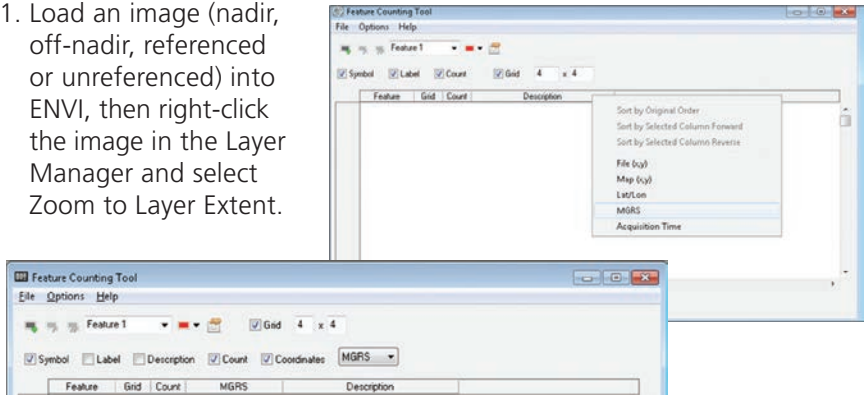 1. Load an image (nadir,
off-nadir, referenced
or unreferenced) into
ENVI, then right-click
the image in the Layer
Manager and select
Zoom to Layer Extent.
Feature Counting Tool
File Options Help
Feature 1
Symbol Label Count Grid 4 x 4
Feature Grid Count Description
Sort by Original Order
Sort by Selected Column Forward
Sort by Selected Column Reverse
File (x,y)
Map (x,y)
Lat/Lon
MGRS
Acquisition Time
Feature Counting Tool
File Options Help
Feature 1 Grid 4 x 4
Symbol Label Description Count Coordinates MGRS
Feature Grid Count MGRS Description